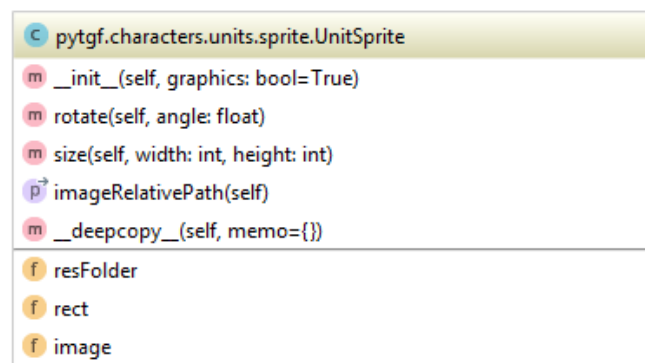 C pytgf.characters.units.sprite.UnitSprite
m __init__(self, graphics: bool=True)
m rotate(self, angle: float)
m size(self, width: int, height: int)
p imageRelativePath(self)
m __deepcopy__(self, memo={})
f resFolder
f rect
f image